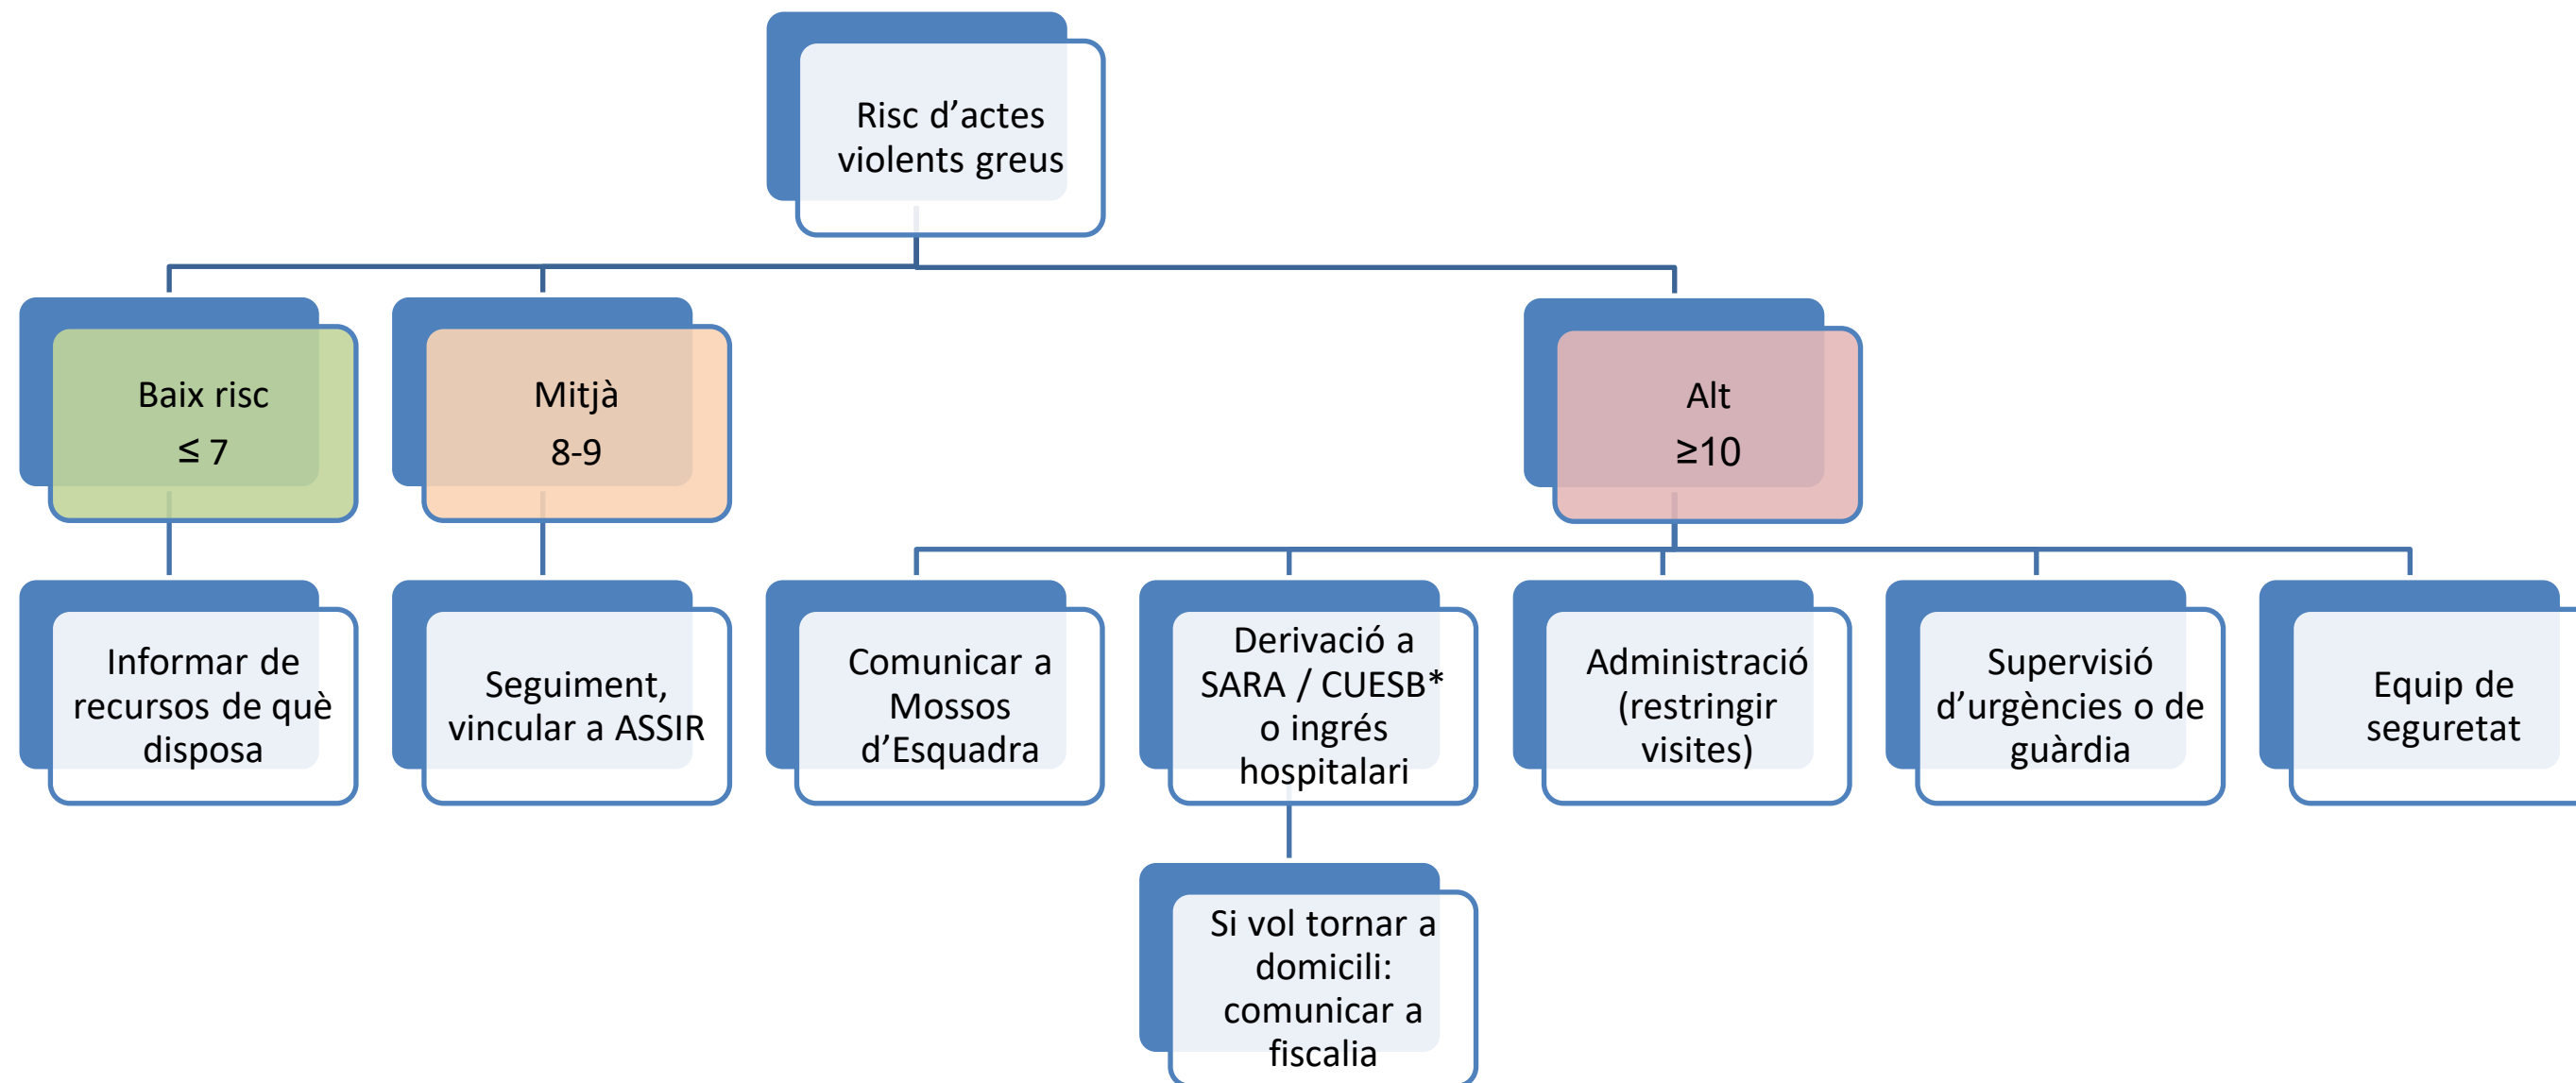 Risc d’actes
violents greus
Baix risc
≤ 7
Mitjà
8-9
Alt
≥10
Informar de
recursos de què
disposa
Seguiment,
vincular a ASSIR
Comunicar a
Mossos
d’Esquadra
Derivació a
SARA / CUESB*
o ingrés
hospitalari
Administració
(restringir
visites)
Supervisió
d’urgències o de
guàrdia
Equip de
seguretat
Si vol tornar a
domicili:
comunicar a
fiscalia